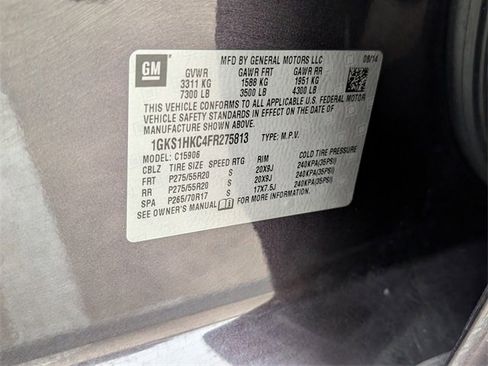 GM
MFD BY GENERAL MOTORS LLC 08/14
GVWR GAWR FRT GAWR RR
3311 KG 1588 KG 1951 KG
7300 LB 3500 LB 4300 LB
THIS VEHICLE CONFORMS TO ALL APPLICABLE U.S. FEDERAL MOTOR
VEHICLE SAFETY STANDARDS IN EFFECT ON THE DATE OF
MANUFACTURE SHOWN ABOVE.
1GKS1HKC4FR275813 TYPE: M.P.V.
MODEL: C15906
CBLZ TIRE SIZE SPEED RTG RIM COLD TIRE PRESSURE
FRT P275/55R20 S 20X9J 240KPA(35PSI)
RR P275/55R20 S 20X9J 240KPA(35PSI)
SPA P265/70R17 S 17X7.5J 240KPA(35PSI)
SEE OWNER'S MANUAL FOR MORE INFORMATION.